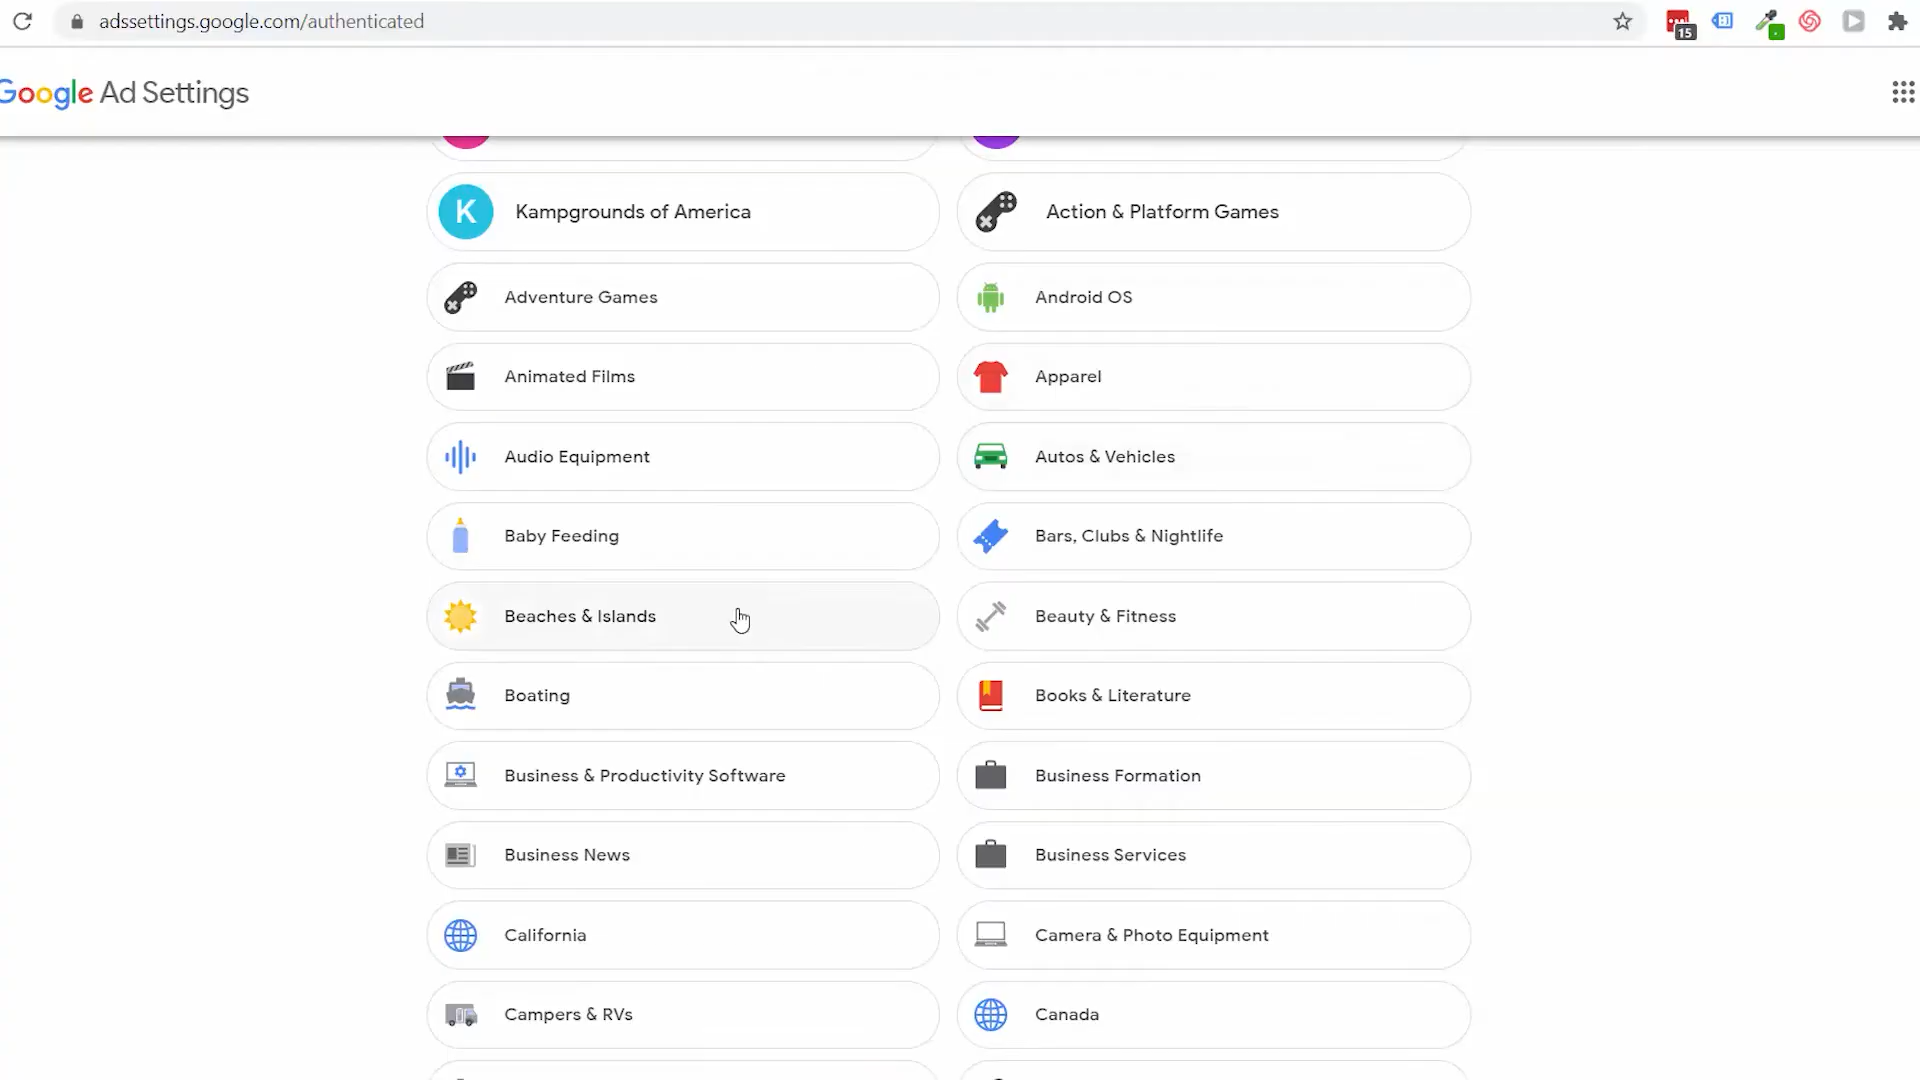 adssettings.google.com/authenticated
15
Google Ad Settings
K Kampgrounds of America
Action & Platform Games
Adventure Games
Android OS
Animated Films
Apparel
Audio Equipment
Autos & Vehicles
Baby Feeding
Bars, Clubs & Nightlife
Beaches & Islands
Beauty & Fitness
Boating
Books & Literature
Business & Productivity Software
Business Formation
Business News
Business Services
California
Camera & Photo Equipment
Campers & RVs
Canada